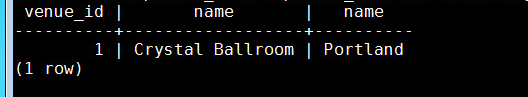 venue_id | name | name
----------+-----------------+----------
1 | Crystal Ballroom | Portland
(1 row)